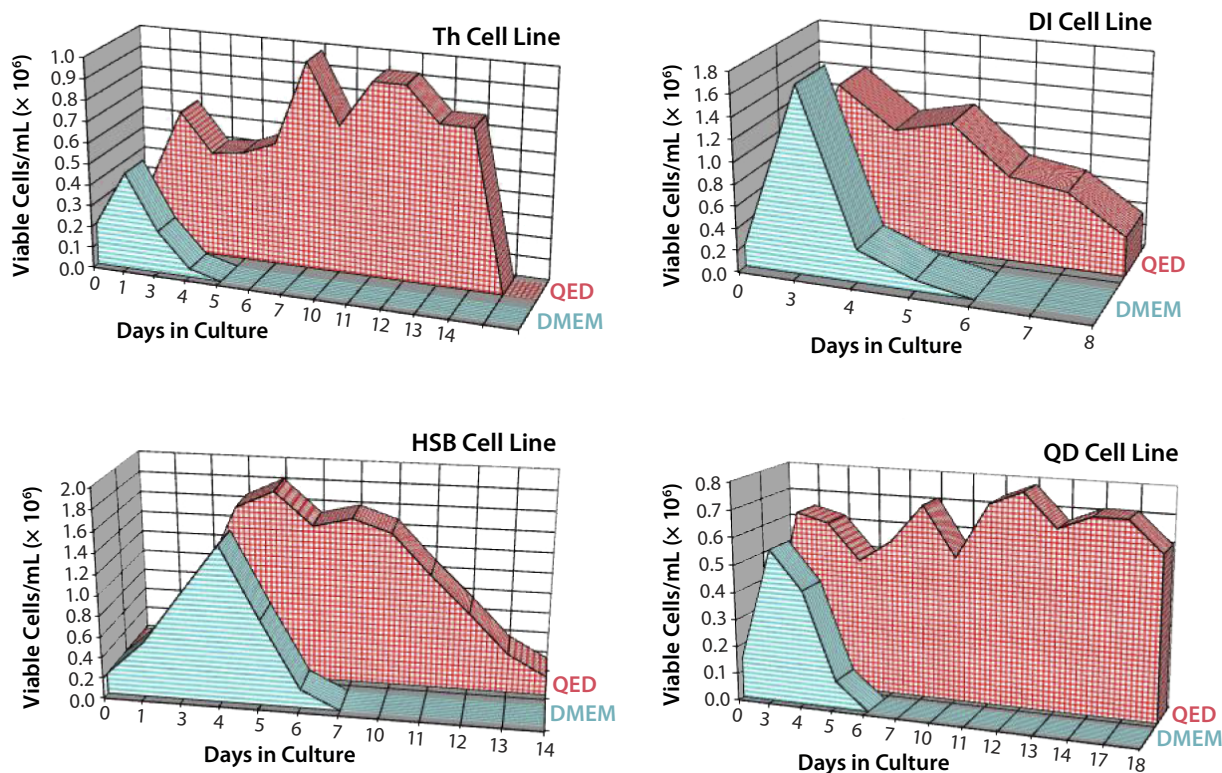 Th Cell Line
Viable Cells/mL (× 10⁶)
1.0
0.9
0.8
0.7
0.6
0.5
0.4
0.3
0.2
0.1
0.0
0 1 3 4 5 6 7 10 11 12 13 14
Days in Culture
QED
DMEM
DI Cell Line
Viable Cells/mL (× 10⁶)
1.8
1.6
1.4
1.2
1.0
0.8
0.6
0.4
0.2
0.0
0 3 4 5 6 7 8
Days in Culture
QED
DMEM
HSB Cell Line
Viable Cells/mL (× 10⁶)
2.0
1.8
1.6
1.4
1.2
1.0
0.8
0.6
0.4
0.2
0.0
0 1 3 4 5 6 7 10 11 12 13 14
Days in Culture
QED
DMEM
QD Cell Line
Viable Cells/mL (× 10⁶)
0.8
0.7
0.6
0.5
0.4
0.3
0.2
0.1
0.0
0 3 4 5 6 7 10 11 12 13 14 17 18
Days in Culture
QED
DMEM